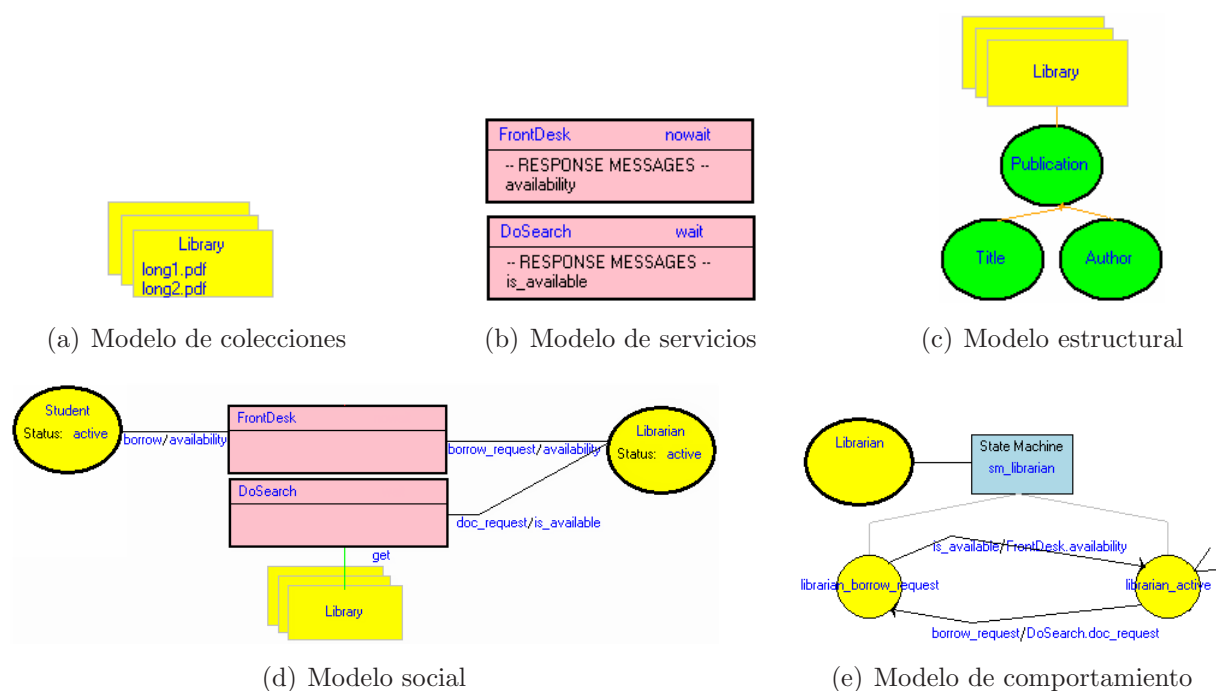 Library
long1.pdf
long2.pdf
(a) Modelo de colecciones
FrontDesk nowait
-- RESPONSE MESSAGES --
availability
DoSearch wait
-- RESPONSE MESSAGES --
is_available
(b) Modelo de servicios
Library
Publication
Title Author
(c) Modelo estructural
Student
Status: active
borrow/availability
FrontDesk
borrow_request/availability
Librarian
Status: active
DoSearch
doc_request/is_available
get
Library
(d) Modelo social
Librarian
State Machine
sm_librarian
is_available/FrontDesk.availability
librarian_borrow_request
librarian_active
borrow_request/DoSearch.doc_request
(e) Modelo de comportamiento